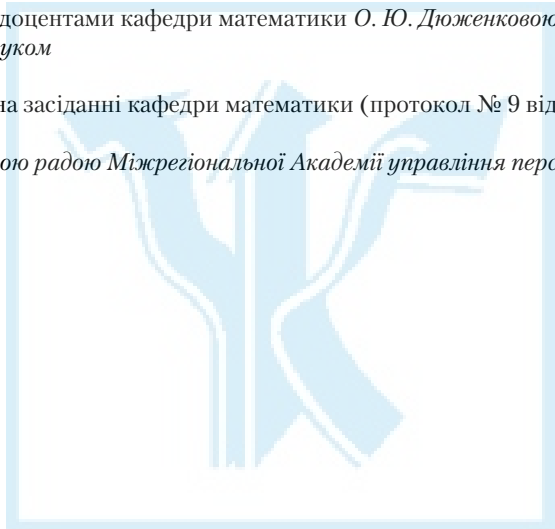 доцентами кафедри математики О. Ю. Дюженковою
уком
на засіданні кафедри математики (протокол № 9 від
ою радою Міжрегіональної Академії управління перс